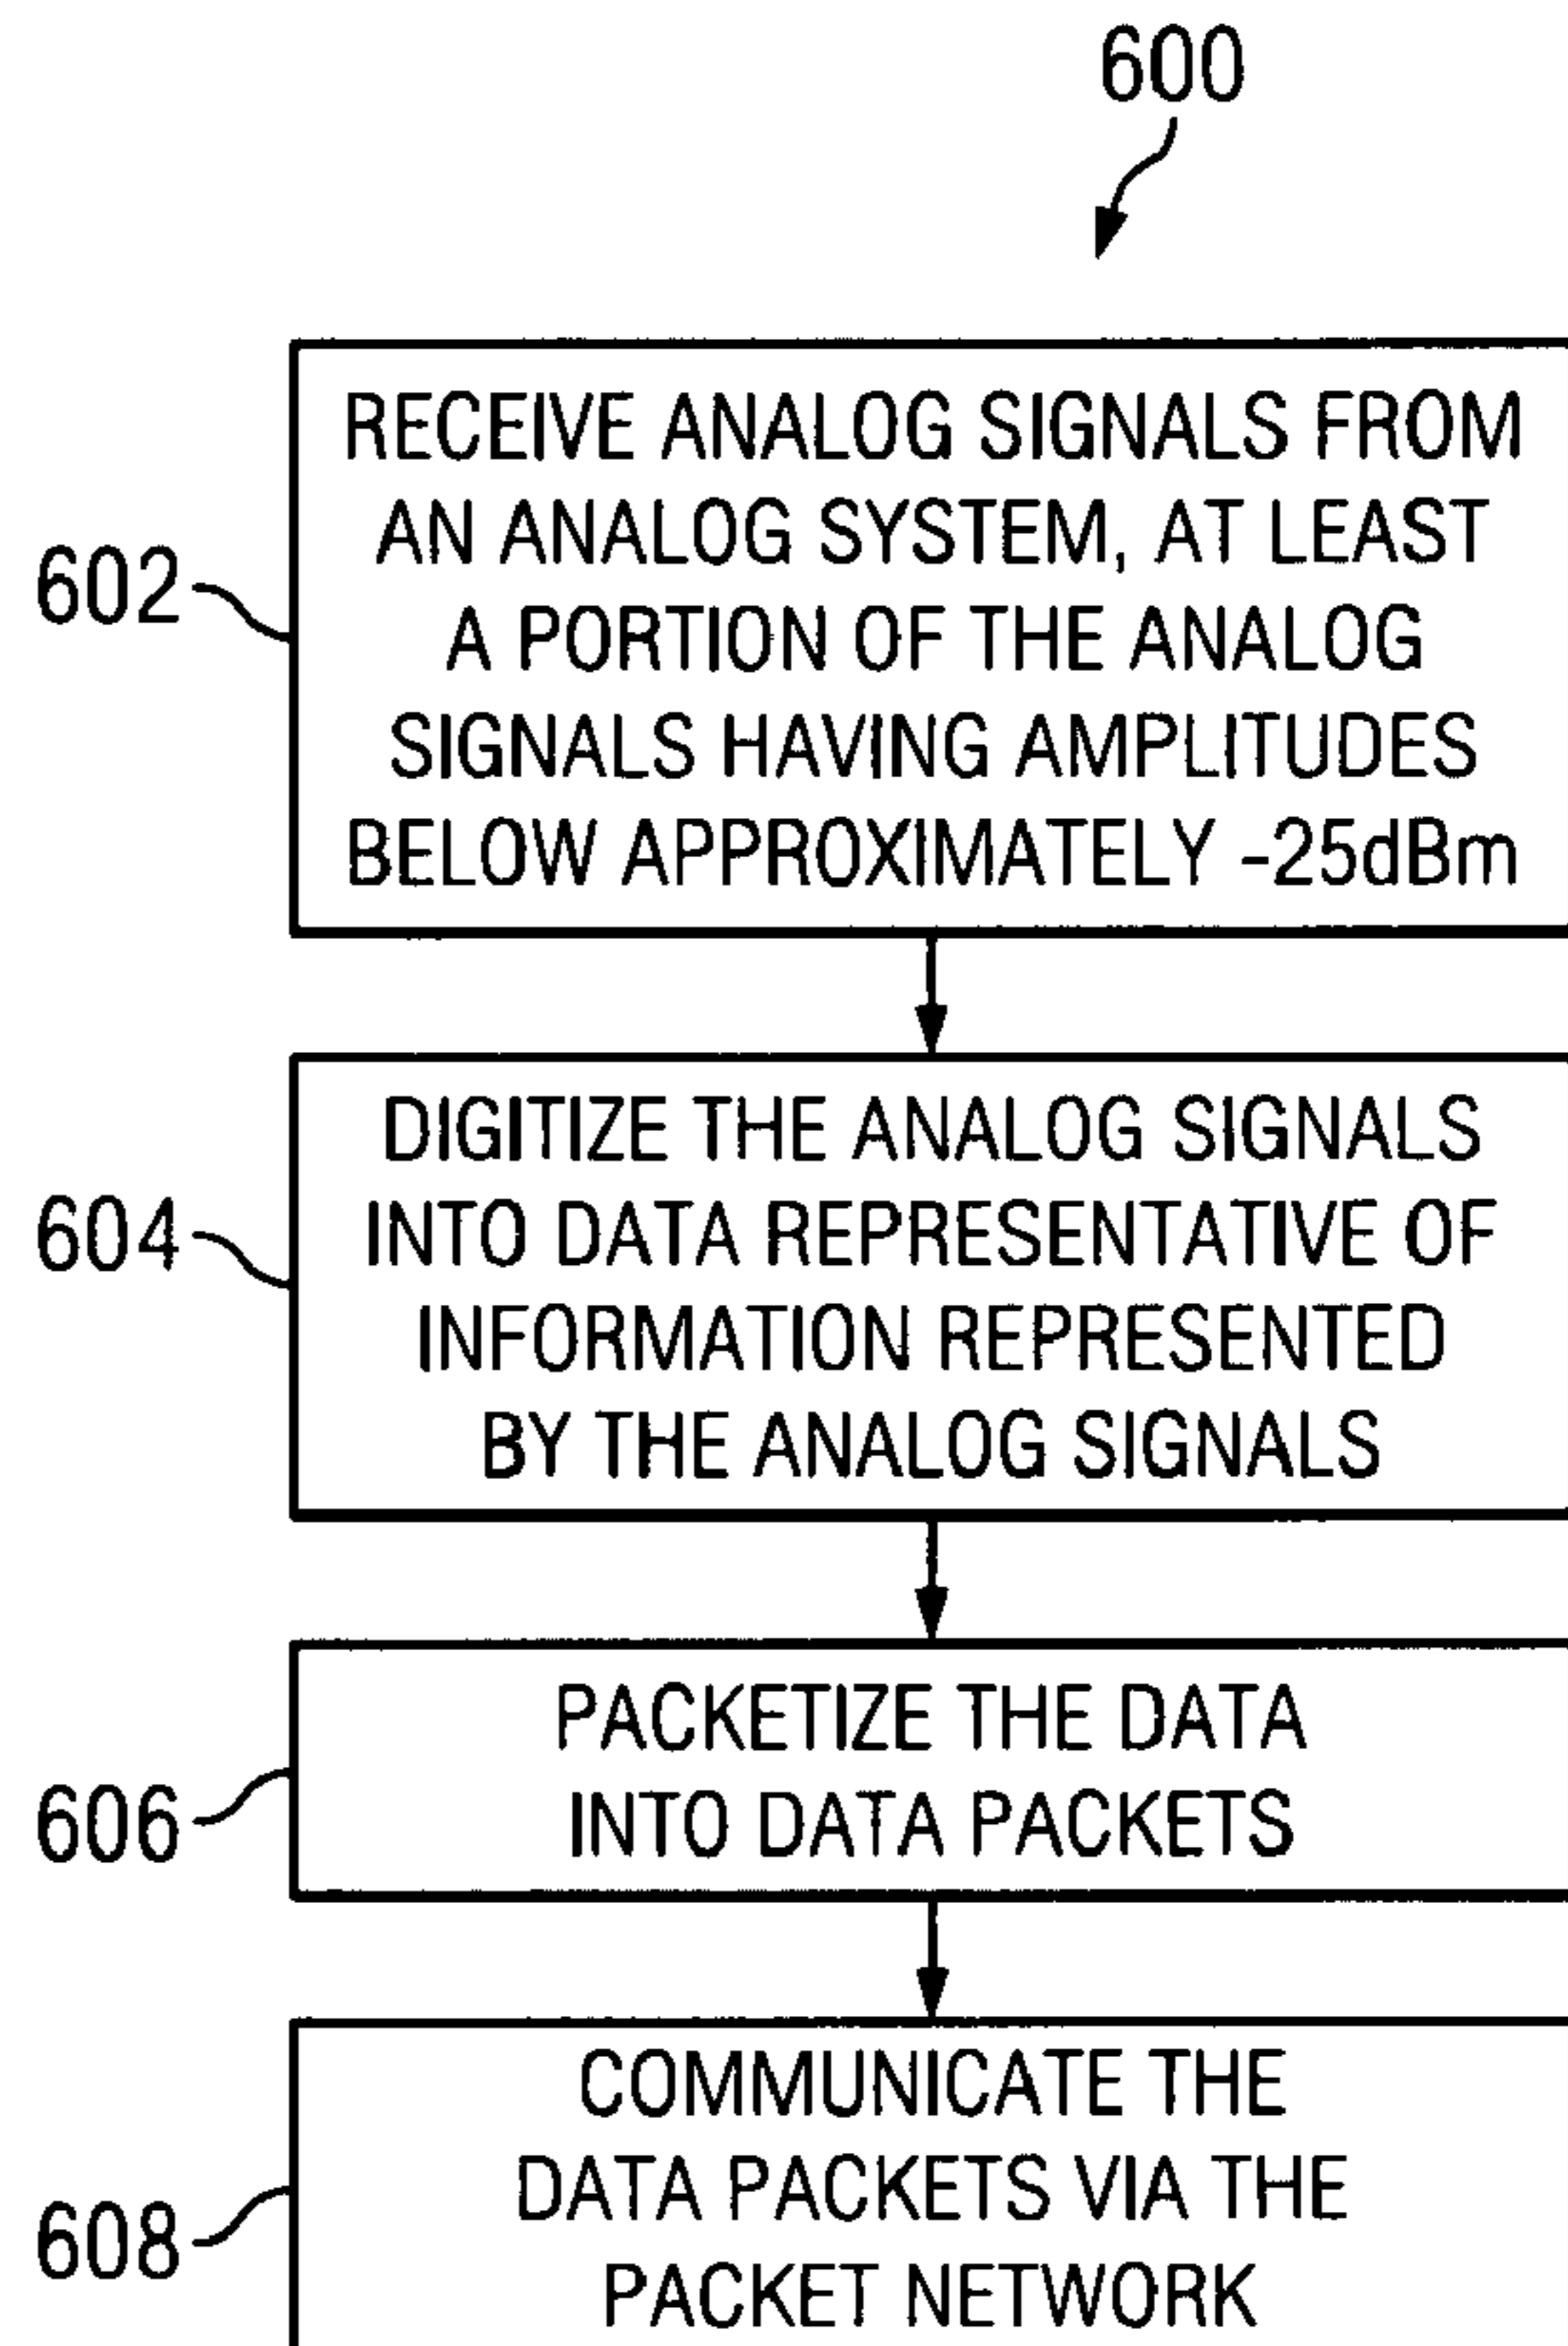 600
602
RECEIVE ANALOG SIGNALS FROM
AN ANALOG SYSTEM, AT LEAST
A PORTION OF THE ANALOG
SIGNALS HAVING AMPLITUDES
BELOW APPROXIMATELY -25dBm
604
DIGITIZE THE ANALOG SIGNALS
INTO DATA REPRESENTATIVE OF
INFORMATION REPRESENTED
BY THE ANALOG SIGNALS
606
PACKETIZE THE DATA
INTO DATA PACKETS
608
COMMUNICATE THE
DATA PACKETS VIA THE
PACKET NETWORK